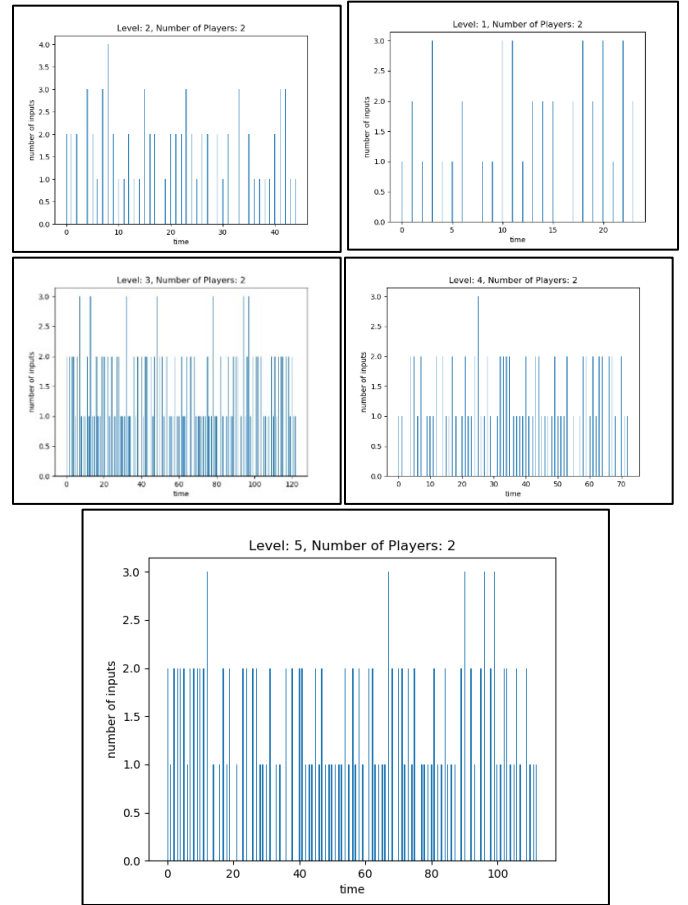 Level: 2, Number of Players: 2
4.0
3.5
3.0
2.5
2.0
1.5
1.0
0.5
0.0
number of inputs
0 10 20 30 40
time
Level: 1, Number of Players: 2
3.0
2.5
2.0
1.5
1.0
0.5
0.0
number of inputs
0 5 10 15 20
time
Level: 3, Number of Players: 2
3.0
2.5
2.0
1.5
1.0
0.5
0.0
number of inputs
0 20 40 60 80 100 120
time
Level: 4, Number of Players: 2
3.0
2.5
2.0
1.5
1.0
0.5
0.0
number of inputs
0 10 20 30 40 50 60 70
time
Level: 5, Number of Players: 2
3.0
2.5
2.0
1.5
1.0
0.5
0.0
number of inputs
0 20 40 60 80 100
time